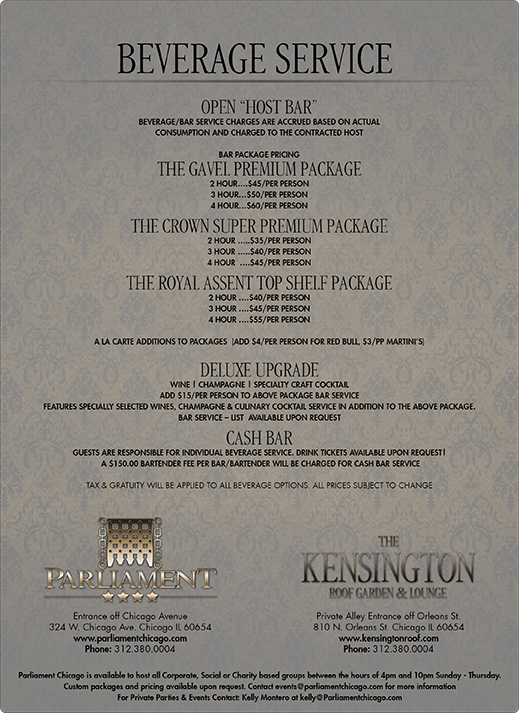 BEVERAGE SERVICE
OPEN “HOST BAR”
BEVERAGE/BAR SERVICE CHARGES ARE ACCRUED BASED ON ACTUAL
CONSUMPTION AND CHARGED TO THE CONTRACTED HOST
BAR PACKAGE PRICING
THE GAVEL PREMIUM PACKAGE
2 HOUR....$45/PER PERSON
3 HOUR...$50/PER PERSON
4 HOUR...$60/PER PERSON
THE CROWN SUPER PREMIUM PACKAGE
2 HOUR .....$35/PER PERSON
3 HOUR .....$40/PER PERSON
4 HOUR ....$45/PER PERSON
THE ROYAL ASSENT TOP SHELF PACKAGE
2 HOUR ....$40/PER PERSON
3 HOUR ....$45/PER PERSON
4 HOUR ....$55/PER PERSON
A LA CARTE ADDITIONS TO PACKAGES |ADD $4/PER PERSON FOR RED BULL, $3/PP MARTINI'S|
DELUXE UPGRADE
WINE | CHAMPAGNE | SPECIALTY CRAFT COCKTAIL
ADD $15/PER PERSON TO ABOVE PACKAGE BAR SERVICE
FEATURES SPECIALLY SELECTED WINES, CHAMPAGNE & CULINARY COCKTAIL SERVICE IN ADDITION TO THE ABOVE PACKAGE.
BAR SERVICE – LIST AVAILABLE UPON REQUEST
CASH BAR
GUESTS ARE RESPONSIBLE FOR INDIVIDUAL BEVERAGE SERVICE. DRINK TICKETS AVAILABLE UPON REQUEST|
A $150.00 BARTENDER FEE PER BAR/BARTENDER WILL BE CHARGED FOR CASH BAR SERVICE
TAX & GRATUITY WILL BE APPLIED TO ALL BEVERAGE OPTIONS. ALL PRICES SUBJECT TO CHANGE
PARLIAMENT
Entrance off Chicago Avenue
324 W. Chicago Ave. Chicago IL 60654
www.parliamentchicago.com
Phone: 312.380.0004
THE
KENSINGTON
ROOF GARDEN & LOUNGE
Private Alley Entrance off Orleans St.
810 N. Orleans St. Chicago IL 60654
www.kensingtonroof.com
Phone: 312.380.0004
Parliament Chicago is available to host all Corporate, Social or Charity based groups between the hours of 4pm and 10pm Sunday - Thursday.
Custom packages and pricing available upon request. Contact events@parliamentchicago.com for more information
For Private Parties & Events Contact: Kelly Montero at kelly@Parliamentchicago.com